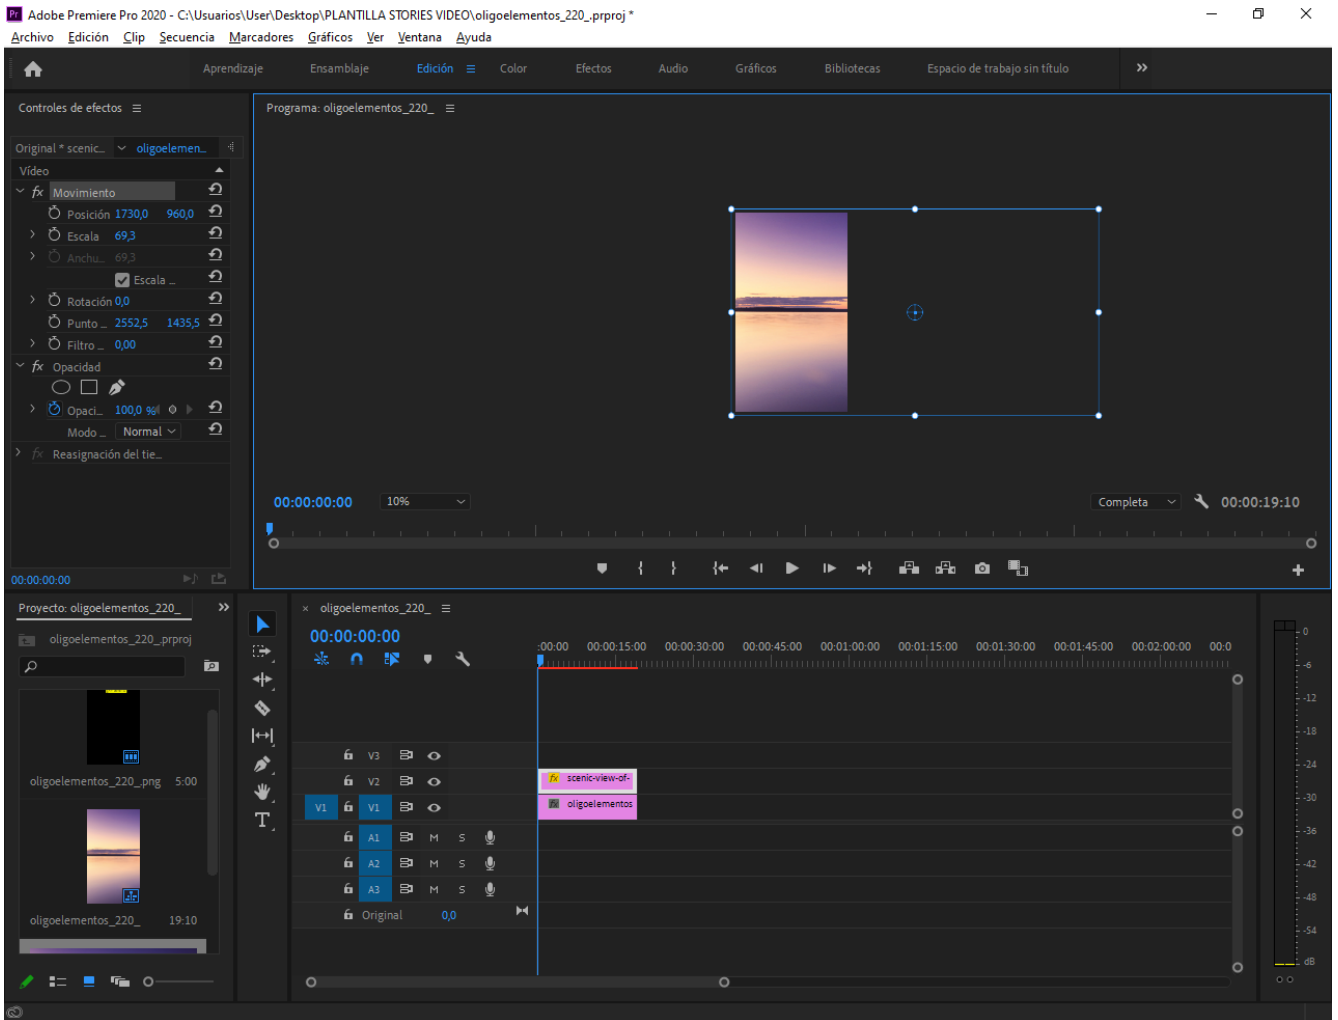 Pr Adobe Premiere Pro 2020 - C:\Usuarios\User\Desktop\PLANTILLA STORIES VIDEO\oligoelementos_220_.prproj *
Archivo Edición Clip Secuencia Marcadores Gráficos Ver Ventana Ayuda
Aprendizaje Ensamblaje Edición Color Efectos Audio Gráficos Bibliotecas Espacio de trabajo sin título
Controles de efectos
Original * scenic... oligoelemen...
Vídeo
fx Movimiento
Posición 1730,0 960,0
Escala 69,3
Anchu... 69,3
Escala ...
Rotación 0,0
Punto ... 2552,5 1435,5
Filtro ... 0,00
fx Opacidad
Opaci... 100,0 %
Modo ... Normal
fx Reasignación del tie...
00:00:00:00
Programa: oligoelementos_220_
00:00:00:00 10% Completa 00:00:19:10
Proyecto: oligoelementos_220_
oligoelementos_220_.prproj
oligoelementos_220_.png 5:00
oligoelementos_220_ 19:10
T
× oligoelementos_220_
00:00:00:00
:00:00 00:00:15:00 00:00:30:00 00:00:45:00 00:01:00:00 00:01:15:00 00:01:30:00 00:01:45:00 00:02:00:00 00:0
V3
V2 fx scenic-view-of-
V1 V1 fx oligoelementos
A1 M S
A2 M S
A3 M S
Original 0,0
0
-6
-12
-18
-24
-30
-36
-42
-48
-54
dB